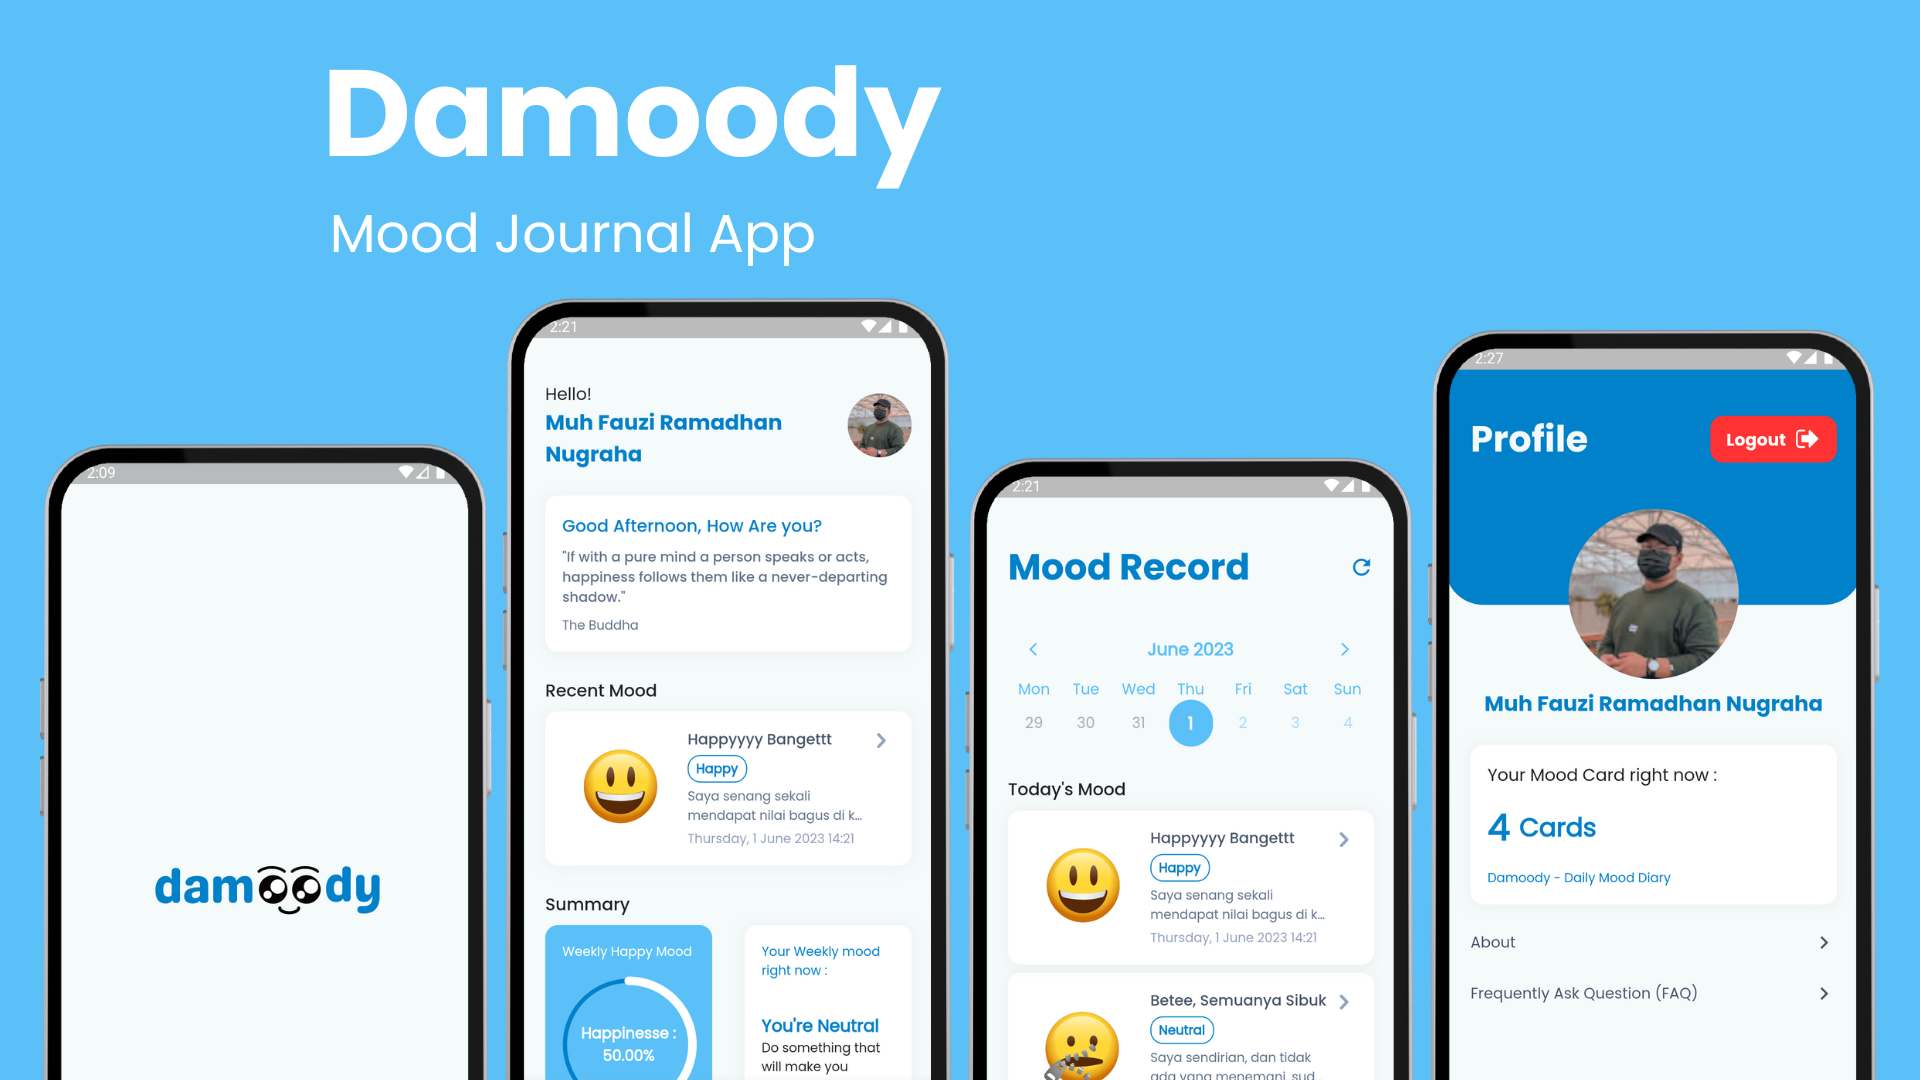 Damoody
Mood Journal App
2:09
damoody
2:21
Hello!
Muh Fauzi Ramadhan
Nugraha
Good Afternoon, How Are you?
"If with a pure mind a person speaks or acts,
happiness follows them like a never-departing
shadow."
The Buddha
Recent Mood
Happyyyy Bangettt
Happy
Saya senang sekali
mendapat nilai bagus di k...
Thursday, 1 June 2023 14:21
Summary
Weekly Happy Mood
Happinesse :
50.00%
Your Weekly mood
right now :
You're Neutral
Do something that
will make you
2:21
Mood Record
June 2023
Mon Tue Wed Thu Fri Sat Sun
29 30 31 1 2 3 4
Today's Mood
Happyyyy Bangettt
Happy
Saya senang sekali
mendapat nilai bagus di k...
Thursday, 1 June 2023 14:21
Betee, Semuanya Sibuk
Neutral
Saya sendirian, dan tidak
ada yang menemani, sud...
2:27
Profile
Logout
Muh Fauzi Ramadhan Nugraha
Your Mood Card right now :
4 Cards
Damoody - Daily Mood Diary
About
Frequently Ask Question (FAQ)